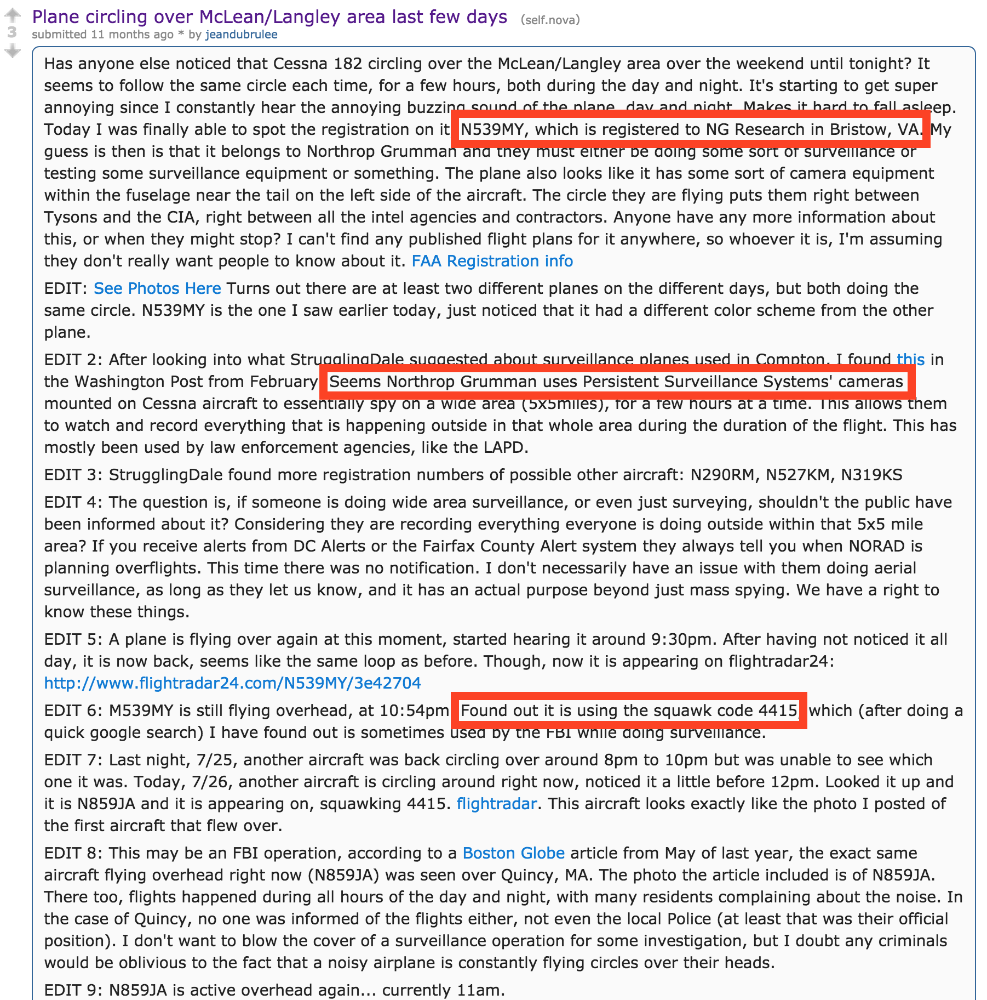 Plane circling over McLean/Langley area last few days (self.nova)
3
submitted 11 months ago * by jeandubrulee
Has anyone else noticed that Cessna 182 circling over the McLean/Langley area over the weekend until tonight? It
seems to follow the same circle each time, for a few hours, both during the day and night. It's starting to get super
annoying since I constantly hear the annoying buzzing sound of the plane, day and night. Makes it hard to fall asleep.
Today I was finally able to spot the registration on it N539MY, which is registered to NG Research in Bristow, VA. My
guess is then is that it belongs to Northrop Grumman and they must either be doing some sort of surveillance or
testing some surveillance equipment or something. The plane also looks like it has some sort of camera equipment
within the fuselage near the tail on the left side of the aircraft. The circle they are flying puts them right between
Tysons and the CIA, right between all the intel agencies and contractors. Anyone have any more information about
this, or when they might stop? I can't find any published flight plans for it anywhere, so whoever it is, I'm assuming
they don't really want people to know about it. FAA Registration info
EDIT: See Photos Here Turns out there are at least two different planes on the different days, but both doing the
same circle. N539MY is the one I saw earlier today, just noticed that it had a different color scheme from the other
plane.
EDIT 2: After looking into what StrugglingDale suggested about surveillance planes used in Compton, I found this in
the Washington Post from February Seems Northrop Grumman uses Persistent Surveillance Systems' cameras
mounted on Cessna aircraft to essentially spy on a wide area (5x5miles), for a few hours at a time. This allows them
to watch and record everything that is happening outside in that whole area during the duration of the flight. This has
mostly been used by law enforcement agencies, like the LAPD.
EDIT 3: StrugglingDale found more registration numbers of possible other aircraft: N290RM, N527KM, N319KS
EDIT 4: The question is, if someone is doing wide area surveillance, or even just surveying, shouldn't the public have
been informed about it? Considering they are recording everything everyone is doing outside within that 5x5 mile
area? If you receive alerts from DC Alerts or the Fairfax County Alert system they always tell you when NORAD is
planning overflights. This time there was no notification. I don't necessarily have an issue with them doing aerial
surveillance, as long as they let us know, and it has an actual purpose beyond just mass spying. We have a right to
know these things.
EDIT 5: A plane is flying over again at this moment, started hearing it around 9:30pm. After having not noticed it all
day, it is now back, seems like the same loop as before. Though, now it is appearing on flightradar24:
http://www.flightradar24.com/N539MY/3e42704
EDIT 6: M539MY is still flying overhead, at 10:54pm Found out it is using the squawk code 4415, which (after doing a
quick google search) I have found out is sometimes used by the FBI while doing surveillance.
EDIT 7: Last night, 7/25, another aircraft was back circling over around 8pm to 10pm but was unable to see which
one it was. Today, 7/26, another aircraft is circling around right now, noticed it a little before 12pm. Looked it up and
it is N859JA and it is appearing on, squawking 4415. flightradar. This aircraft looks exactly like the photo I posted of
the first aircraft that flew over.
EDIT 8: This may be an FBI operation, according to a Boston Globe article from May of last year, the exact same
aircraft flying overhead right now (N859JA) was seen over Quincy, MA. The photo the article included is of N859JA.
There too, flights happened during all hours of the day and night, with many residents complaining about the noise. In
the case of Quincy, no one was informed of the flights either, not even the local Police (at least that was their official
position). I don't want to blow the cover of a surveillance operation for some investigation, but I doubt any criminals
would be oblivious to the fact that a noisy airplane is constantly flying circles over their heads.
EDIT 9: N859JA is active overhead again... currently 11am.